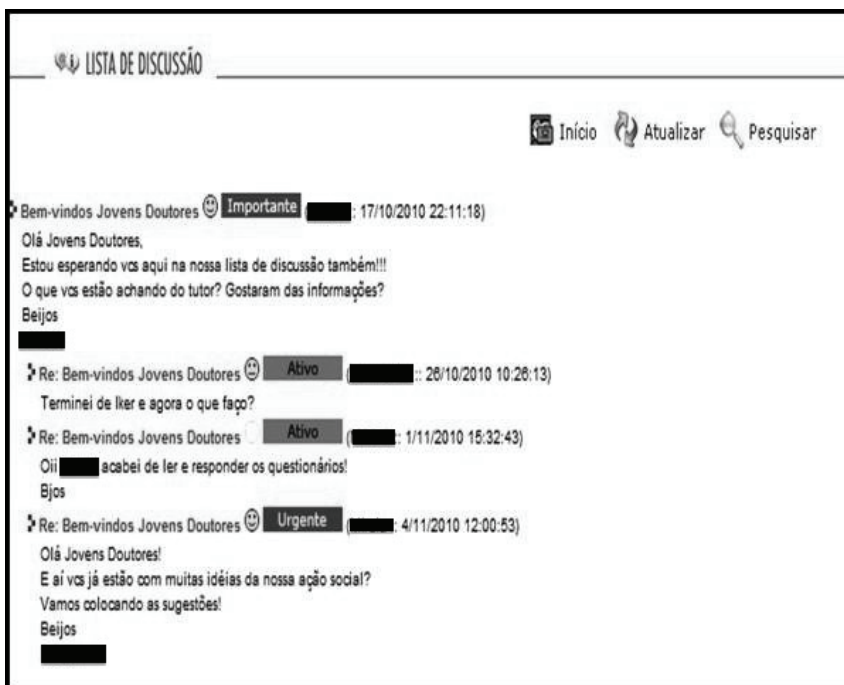 LISTA DE DISCUSSÃO
Início Atualizar Pesquisar
Bem-vindos Jovens Doutores Importante ( : 17/10/2010 22:11:18)
Olá Jovens Doutores,
Estou esperando vcs aqui na nossa lista de discussão também!!!
O que vcs estão achando do tutor? Gostaram das informações?
Beijos
Re: Bem-vindos Jovens Doutores Ativo ( :: 26/10/2010 10:26:13)
Terminei de lker e agora o que faço?
Re: Bem-vindos Jovens Doutores Ativo ( : 1/11/2010 15:32:43)
Oii acabei de ler e responder os questionários!
Bjos
Re: Bem-vindos Jovens Doutores Urgente ( : 4/11/2010 12:00:53)
Olá Jovens Doutores!
E aí vcs já estão com muitas idéias da nossa ação social?
Vamos colocando as sugestões!
Beijos